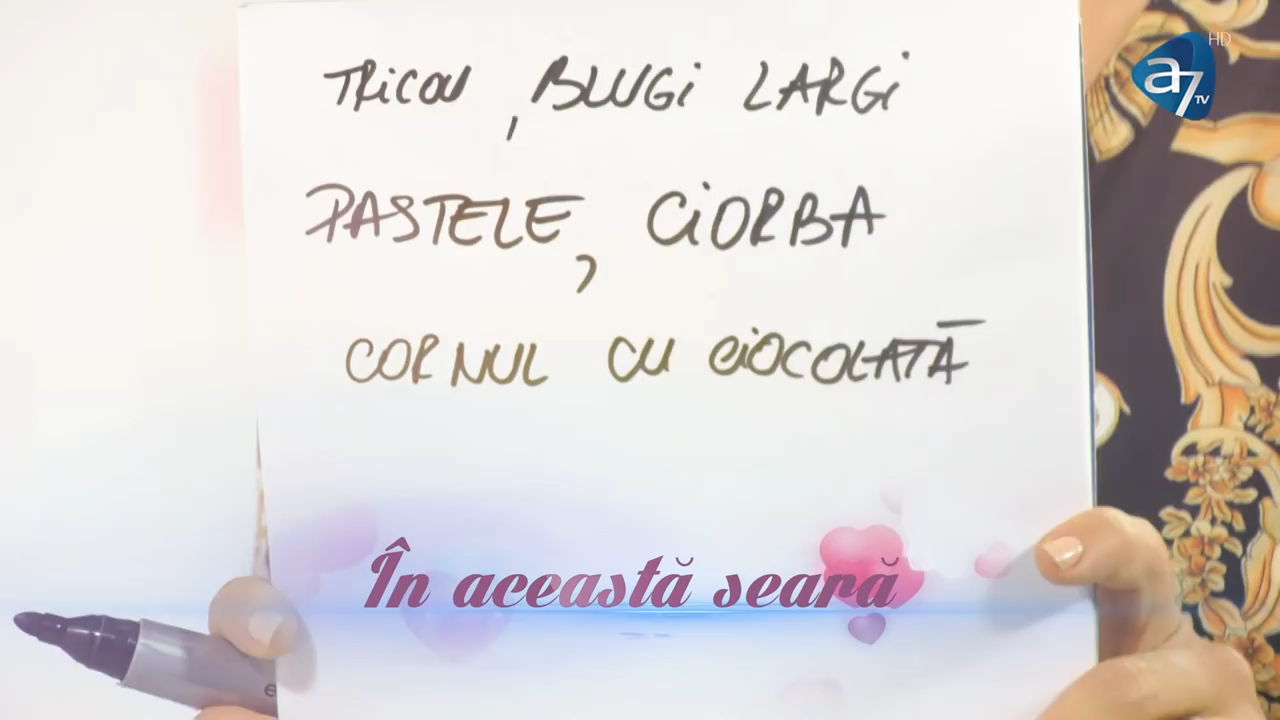 HD
a7 TV
TRICOU, BLUGI LARGI
PASTELE, CIORBA
CORNUL CU CIOCOLATĂ
În această seară
e